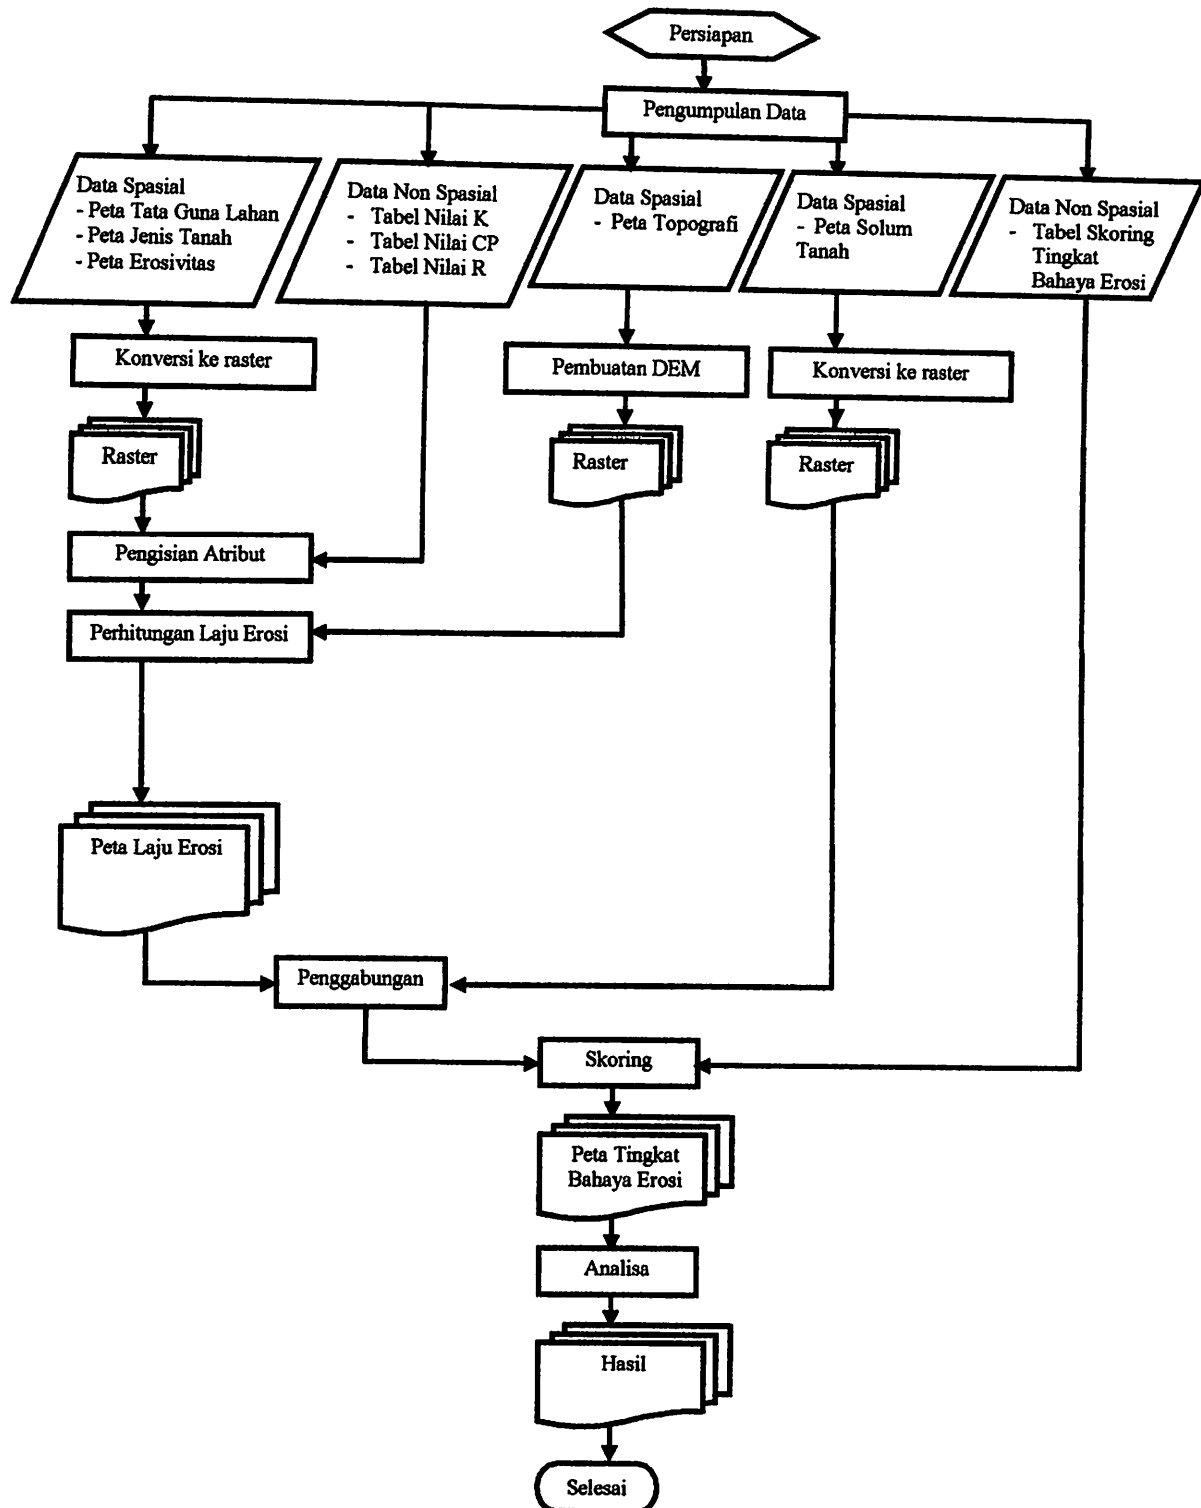 Persiapan
Pengumpulan Data
Data Spasial
- Peta Tata Guna Lahan
- Peta Jenis Tanah
- Peta Erosivitas
Data Non Spasial
- Tabel Nilai K
- Tabel Nilai CP
- Tabel Nilai R
Data Spasial
- Peta Topografi
Data Spasial
- Peta Solum
Tanah
Data Non Spasial
- Tabel Skoring
Tingkat
Bahaya Erosi
Konversi ke raster
Pembuatan DEM
Konversi ke raster
Raster
Raster
Raster
Pengisian Atribut
Perhitungan Laju Erosi
Peta Laju Erosi
Penggabungan
Skoring
Peta Tingkat
Bahaya Erosi
Analisa
Hasil
Selesai